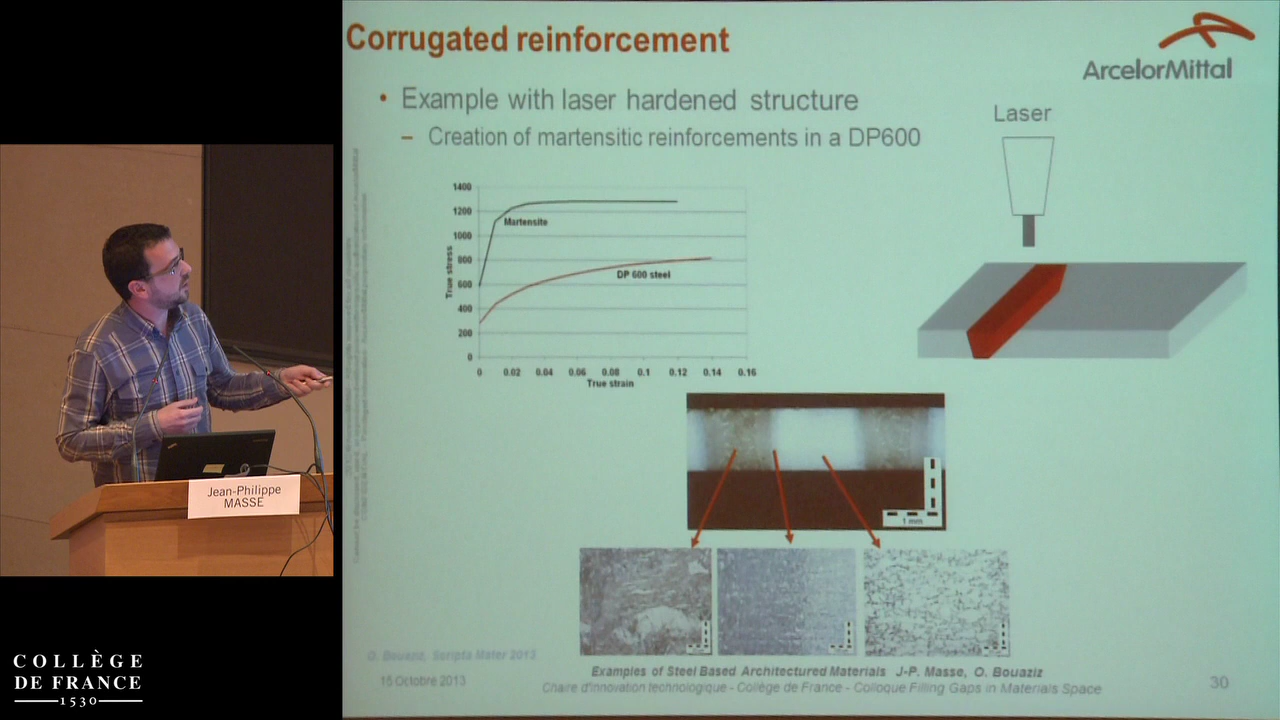 Corrugated reinforcement
ArcelorMittal
• Example with laser hardened structure
– Creation of martensitic reinforcements in a DP600
Laser
1400
1200
1000
800
600
400
200
0
True stress
Martensite
DP 600 steel
0 0.02 0.04 0.06 0.08 0.1 0.12 0.14 0.16
True strain
1 mm
Jean-Philippe
MASSE
O. Bouaziz, Scripta Mater 2013
Examples of Steel Based Architectured Materials J-P. Masse, O. Bouaziz
16 Octobre 2013
Chaire d'innovation technologique - Collège de France - Colloque Filling Gaps in Materials Space
30
COLLÈGE
DE FRANCE
1530